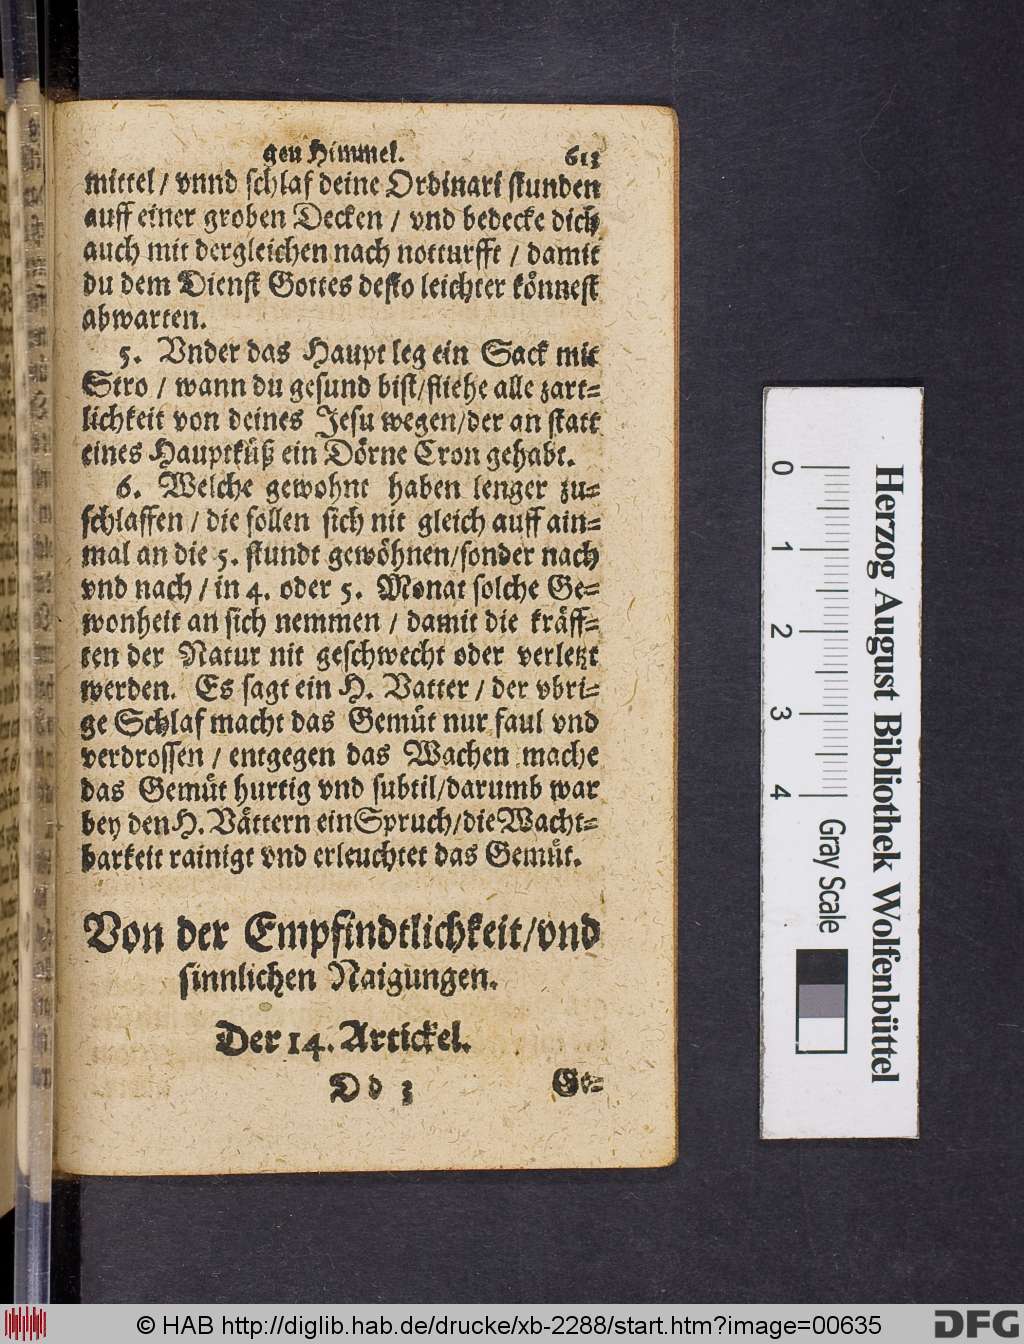 gen Himmel. 613
mittel / vnnd schlaf deine Ordinari stunden
auff einer groben Decken / vnd bedecke dich
auch mit dergleichen nach notturfft / damit
du dem Dienst Gottes desto leichter könnest
abwarten.
5. Vnder das Haupt leg ein Sack mit
Stro / wann du gesund bist/fliehe alle zart=
lichkeit von deines Jesu wegen/der an statt
eines Hauptküß ein Dörne Cron gehabt.
6. Welche gewohnt haben lenger zu=
schlaffen / die sollen sich nit gleich auff ain=
mal an die 5. stundt gewöhnen/sonder nach
vnd nach / in 4. oder 5. Monat solche Ge=
wonheit an sich nemmen / damit die kräff=
ten der Natur nit geschwecht oder verletzt
werden. Es sagt ein H. Vatter / der vbri=
ge Schlaf macht das Gemüt nur faul vnd
verdrossen / entgegen das Wachen mache
das Gemüt hurtig vnd subtil/darumb war
bey den H. Vättern ein Spruch/die Wacht=
barkeit rainigt vnd erleuchtet das Gemüt.
Von der Empfindtlichkeit/vnd
sinnlichen Naigungen.
Der 14. Artickel.
D d 3 Ge=
0 1 2 3 4
Gray Scale
Herzog August Bibliothek Wolfenbüttel
© HAB http://diglib.hab.de/drucke/xb-2288/start.htm?image=00635
DFG